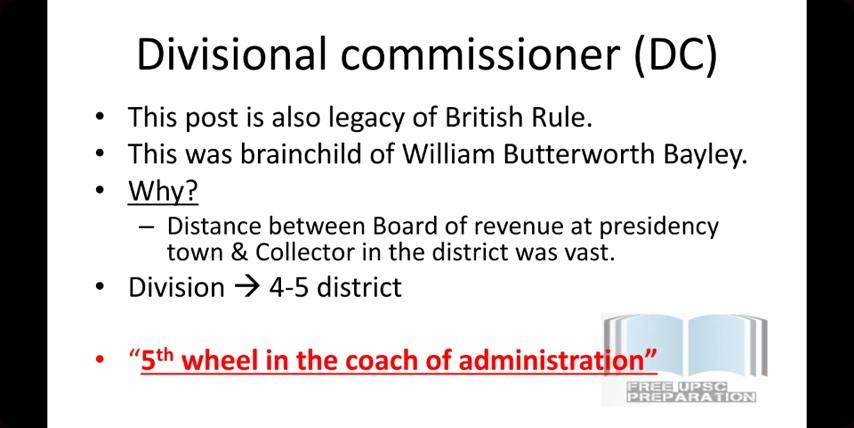 Divisional commissioner (DC)
• This post is also legacy of British Rule.
• This was brainchild of William Butterworth Bayley.
• Why?
– Distance between Board of revenue at presidency
town & Collector in the district was vast.
• Division → 4-5 district
• “5th wheel in the coach of administration”
FREE UPSC
PREPARATION